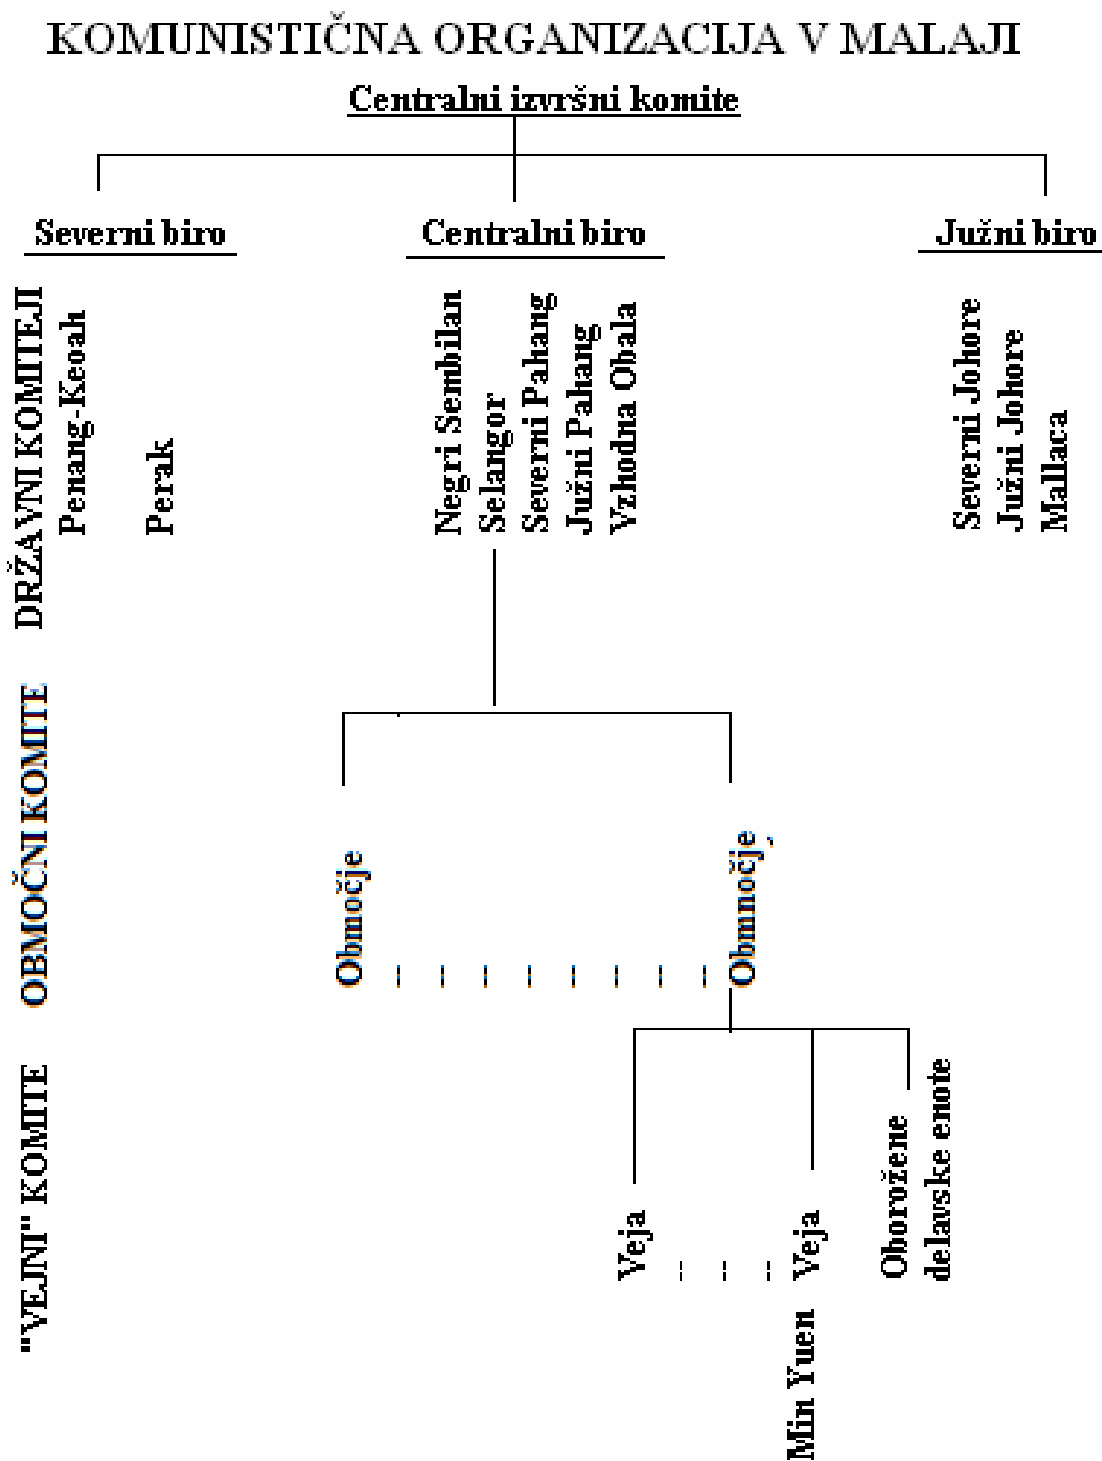 KOMUNISTIČNA ORGANIZACIJA V MALAJI
Centralni izvršni komite
Severni biro
Centralni biro
Južni biro
DRŽAVNI KOMITEJI
Penang-Keoah
Perak
Negri Sembilan
Selangor
Severni Pahang
Južni Pahang
Vzhodna Obala
Severni Johore
Južni Johore
Mallaca
OBMOČNI KOMITE
Območje
Obmnočje
"VEJNI" KOMITE
Veja
Veja
Oborožene
delavske enote
Min Yuen